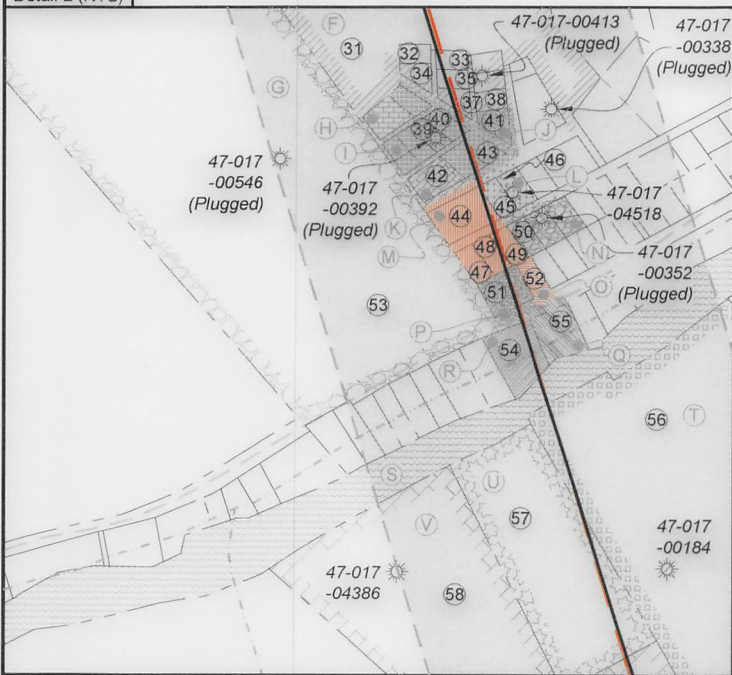 Detail 2 (NTS)
47-017-00413
(Plugged)
47-017
-00338
(Plugged)
F
31
32
33
34
35
G
37
38
H
40
41
J
39
I
43
46
47-017
-00546
(Plugged)
47-017
-00392
(Plugged)
42
L
45
47-017
-04518
K
44
50
M
48
49
N
47-017
-00352
(Plugged)
47
52
O
51
53
55
P
54
Q
R
56
T
S
U
57
V
47-017
-00184
47-017
-04386
58